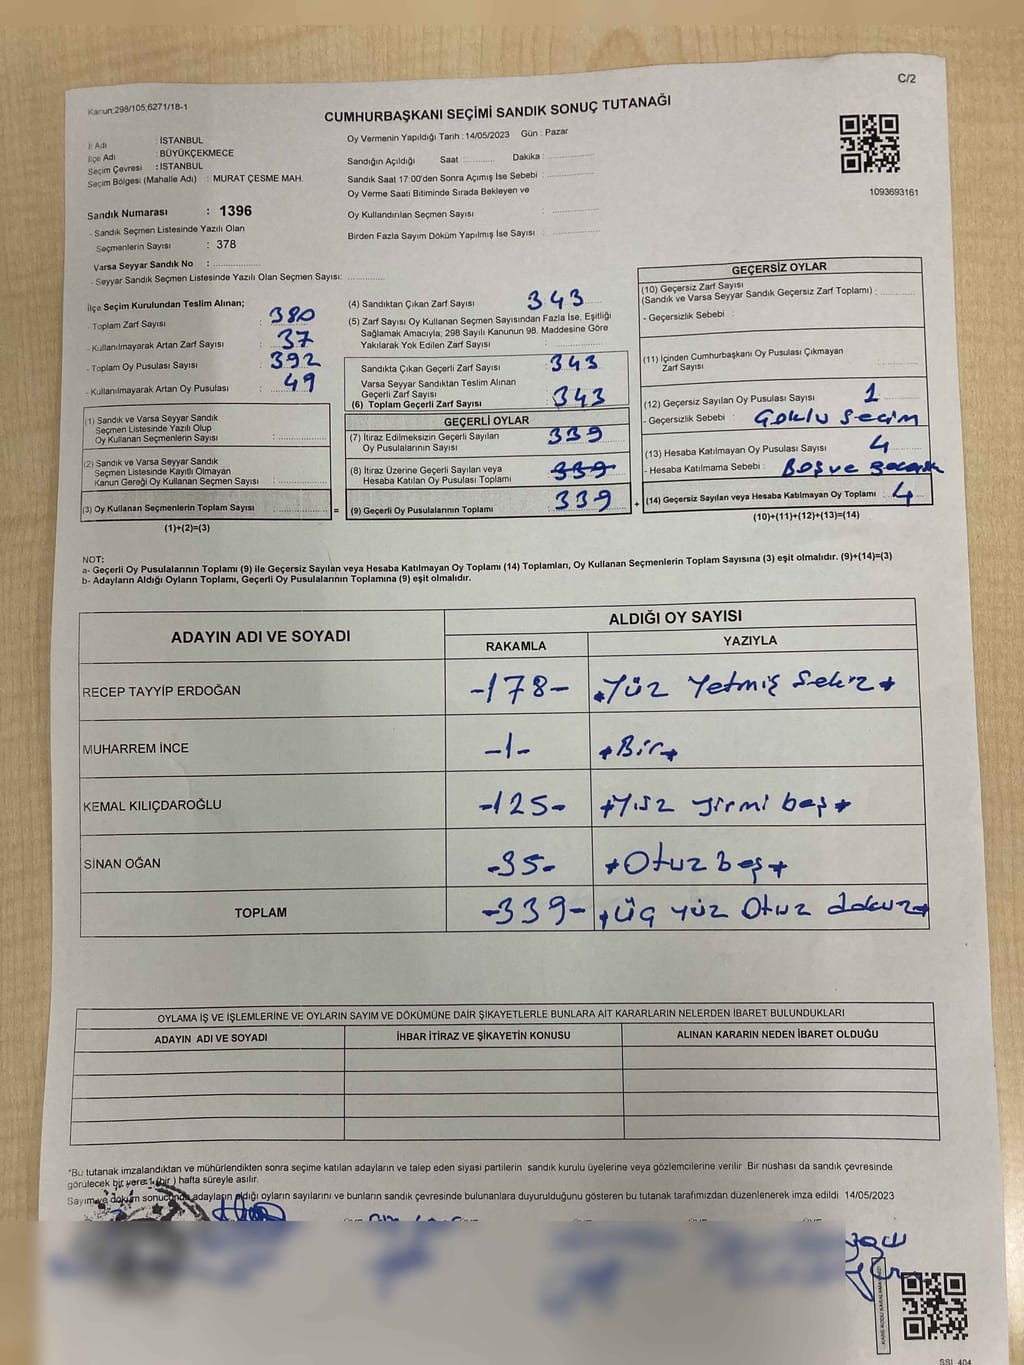 C/2
Kanun;298/105,6271/18-1
CUMHURBAŞKANI SEÇİMİ SANDIK SONUÇ TUTANAĞI
İl Adı : İSTANBUL
İlçe Adı : BÜYÜKÇEKMECE
Seçim Çevresi : İSTANBUL
Seçim Bölgesi (Mahalle Adı) : MURAT ÇESME MAH.
Sandık Numarası : 1396
- Sandık Seçmen Listesinde Yazılı Olan
Seçmenlerin Sayısı : 378
Varsa Seyyar Sandık No :
- Seyyar Sandık Seçmen Listesinde Yazılı Olan Seçmen Sayısı:
Oy Vermenin Yapıldığı Tarih : 14/05/2023 Gün : Pazar
Sandığın Açıldığı Saat : Dakika :
Sandık Saat 17:00'den Sonra Açımış İse Sebebi :
Oy Verme Saati Bitiminde Sırada Bekleyen ve
Oy Kullandırılan Seçmen Sayısı :
Birden Fazla Sayım Döküm Yapılmış İse Sayısı :
1093693161
İlçe Seçim Kurulundan Teslim Alınan;
- Toplam Zarf Sayısı : 380
- Kullanılmayarak Artan Zarf Sayısı : 37
- Toplam Oy Pusulası Sayısı : 392
- Kullanılmayarak Artan Oy Pusulası : 49
(1) Sandık ve Varsa Seyyar Sandık
Seçmen Listesinde Yazılı Olup
Oy Kullanan Seçmenlerin Sayısı :
(2) Sandık ve Varsa Seyyar Sandık
Seçmen Listesinde Kayıtlı Olmayan
Kanun Gereği Oy Kullanan Seçmen Sayısı :
(3) Oy Kullanan Seçmenlerin Toplam Sayısı : =
(1)+(2)=(3)
(4) Sandıktan Çıkan Zarf Sayısı : 343
(5) Zarf Sayısı Oy Kullanan Seçmen Sayısından Fazla İse, Eşitliği
Sağlamak Amacıyla; 298 Sayılı Kanunun 98. Maddesine Göre
Yakılarak Yok Edilen Zarf Sayısı :
Sandıkta Çıkan Geçerli Zarf Sayısı : 343
Varsa Seyyar Sandıktan Teslim Alınan
Geçerli Zarf Sayısı
(6) Toplam Geçerli Zarf Sayısı : 343
GEÇERLİ OYLAR
(7) İtiraz Edilmeksizin Geçerli Sayılan
Oy Pusulalarının Sayısı : 339
(8) İtiraz Üzerine Geçerli Sayılan veya
Hesaba Katılan Oy Pusulası Toplamı : 339
(9) Geçerli Oy Pusulalarının Toplamı : 339 +
GEÇERSİZ OYLAR
(10) Geçersiz Zarf Sayısı
(Sandık ve Varsa Seyyar Sandık Geçersiz Zarf Toplamı) :
- Geçersizlik Sebebi :
(11) İçinden Cumhurbaşkanı Oy Pusulası Çıkmayan
Zarf Sayısı :
(12) Geçersiz Sayılan Oy Pusulası Sayısı : 1
- Geçersizlik Sebebi : Çoklu Seçim
(13) Hesaba Katılmayan Oy Pusulası Sayısı : 4
- Hesaba Katılmama Sebebi : Boş ve
(14) Geçersiz Sayılan veya Hesaba Katılmayan Oy Toplamı : 4
(10)+(11)+(12)+(13)=(14)
NOT:
a- Geçerli Oy Pusulalarının Toplamı (9) ile Geçersiz Sayılan veya Hesaba Katılmayan Oy Toplamı (14) Toplamları, Oy Kullanan Seçmenlerin Toplam Sayısına (3) eşit olmalıdır. (9)+(14)=(3)
b- Adayların Aldığı Oyların Toplamı, Geçerli Oy Pusulalarının Toplamına (9) eşit olmalıdır.
ADAYIN ADI VE SOYADI ALDIĞI OY SAYISI
RAKAMLA YAZIYLA
RECEP TAYYİP ERDOĞAN -178- Yüz Yetmiş Sekiz
MUHARREM İNCE -1- Bir
KEMAL KILIÇDAROĞLU -125- Yüz yirmi beş
SİNAN OĞAN -35- Otuz beş
TOPLAM -339- Üç yüz Otuz dokuz
OYLAMA İŞ VE İŞLEMLERİNE VE OYLARIN SAYIM VE DÖKÜMÜNE DAİR ŞİKAYETLERLE BUNLARA AİT KARARLARIN NELERDEN İBARET BULUNDUKLARI
ADAYIN ADI VE SOYADI İHBAR İTİRAZ VE ŞİKAYETİN KONUSU ALINAN KARARIN NEDEN İBARET OLDUĞU
*Bu tutanak imzalandıktan ve mühürlendikten sonra seçime katılan adayların ve talep eden siyasi partilerin sandık kurulu üyelerine veya gözlemcilerine verilir. Bir nüshası da sandık çevresinde
görülecek bir yere 1 (bir) hafta süreyle asılır.
Sayım ve döküm sonucunda adayların aldığı oyların sayılarını ve bunların sandık çevresinde bulunanlara duyurulduğunu gösteren bu tutanak tarafımızdan düzenlenerek imza edildi. 14/05/2023